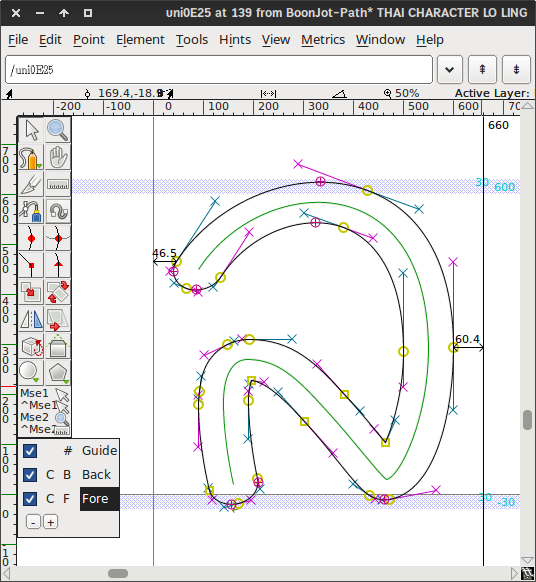 uni0E25 at 139 from BoonJot-Path* THAI CHARACTER LO LING
File Edit Point Element Tools Hints View Metrics Window Help
/uni0E25
169.4,-18.9 50% Active Layer:
-200 -100 0 100 200 300 400 500 600
660
30 600
46.5
60.4
Mse1
^Mse1
Mse2
^Mse2
# Guide
C B Back
C F Fore
- +
30 -30